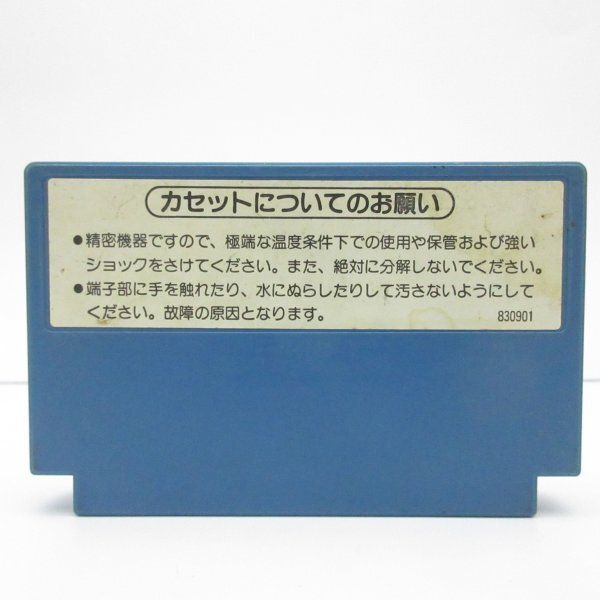 カセットについてのお願い
●精密機器ですので、極端な温度条件下での使用や保管および強い
ショックをさけてください。また、絶対に分解しないでください。
●端子部に手を触れたり、水にぬらしたりして汚さないようにして
ください。故障の原因となります。
830901